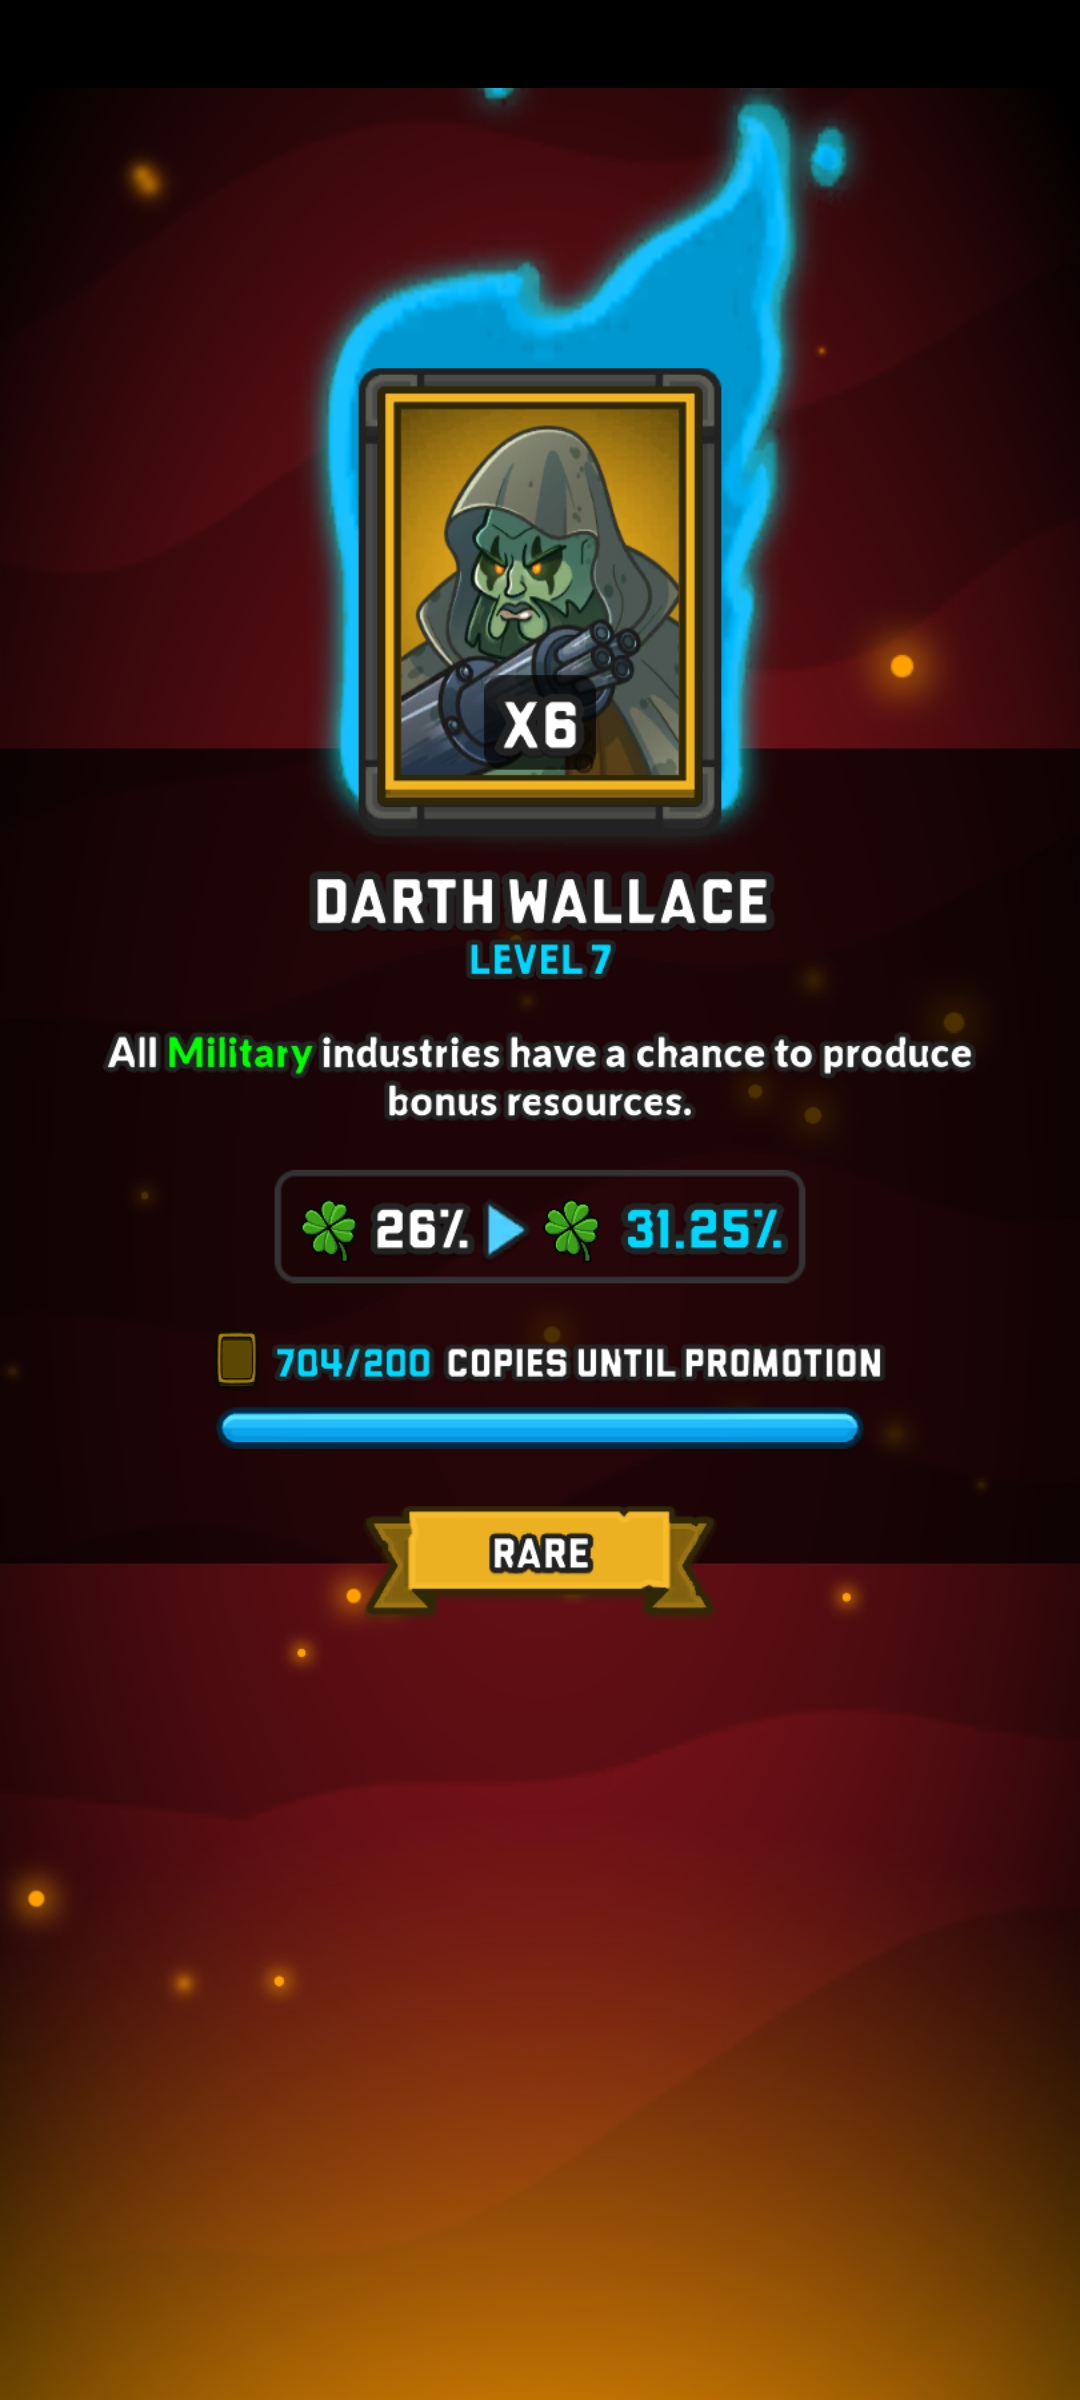 X6
DARTH WALLACE
LEVEL 7
All Military industries have a chance to produce
bonus resources.
26% 31.25%
704/200 COPIES UNTIL PROMOTION
RARE